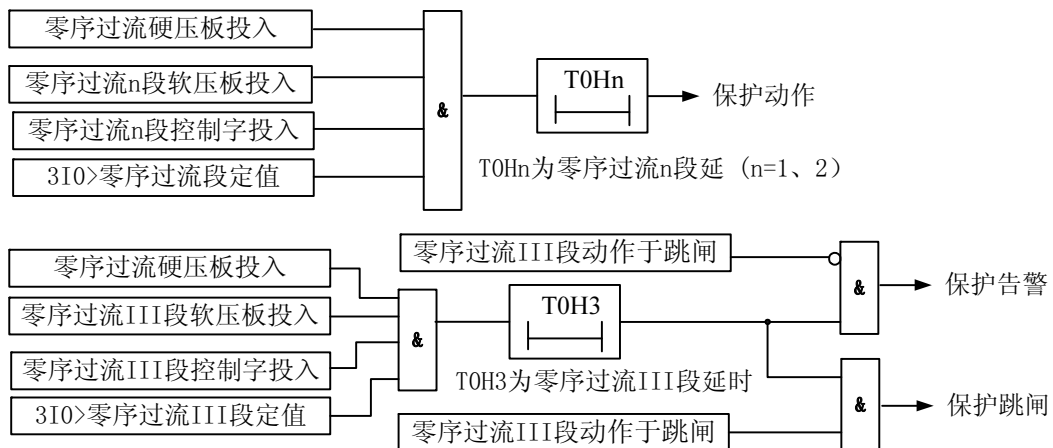 零序过流硬压板投入
零序过流n段软压板投入
零序过流n段控制字投入
3I0>零序过流段定值
&
T0Hn
保护动作
T0Hn为零序过流n段延（n=1、2）
零序过流硬压板投入
零序过流III段软压板投入
零序过流III段控制字投入
3I0>零序过流III段定值
&
T0H3
T0H3为零序过流III段延时
零序过流III段动作于跳闸
&
保护告警
零序过流III段动作于跳闸
&
保护跳闸